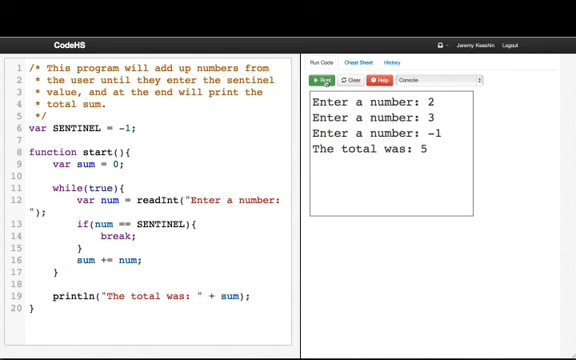 CodeHS
Jeremy Keeshin
Logout
Run Code
Cheat Sheet
History
Run
Clear
Help
Console
1 /* This program will add up numbers from
2 * the user until they enter the sentinel
3 * value, and at the end will print the
4 * total sum.
5 */
6 var SENTINEL = -1;
7
8 function start(){
9 var sum = 0;
10
11 while(true){
12 var num = readInt("Enter a number:
");
13 if(num == SENTINEL){
14 break;
15 }
16 sum += num;
17 }
18
19 println("The total was: " + sum);
20 }
Enter a number: 2
Enter a number: 3
Enter a number: -1
The total was: 5